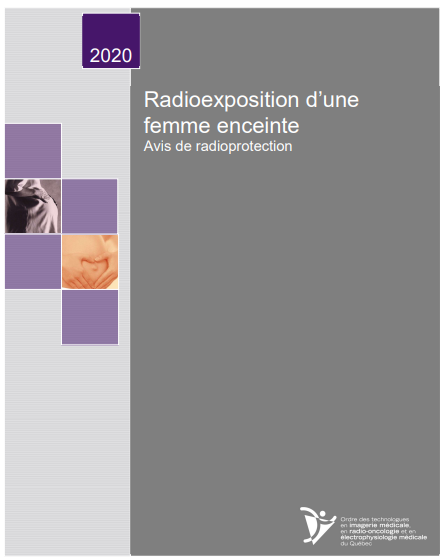 2020
Radioexposition d’une
femme enceinte
Avis de radioprotection
Ordre des technologues
en imagerie médicale,
en radio-oncologie et en
électrophysiologie médicale
du Québec